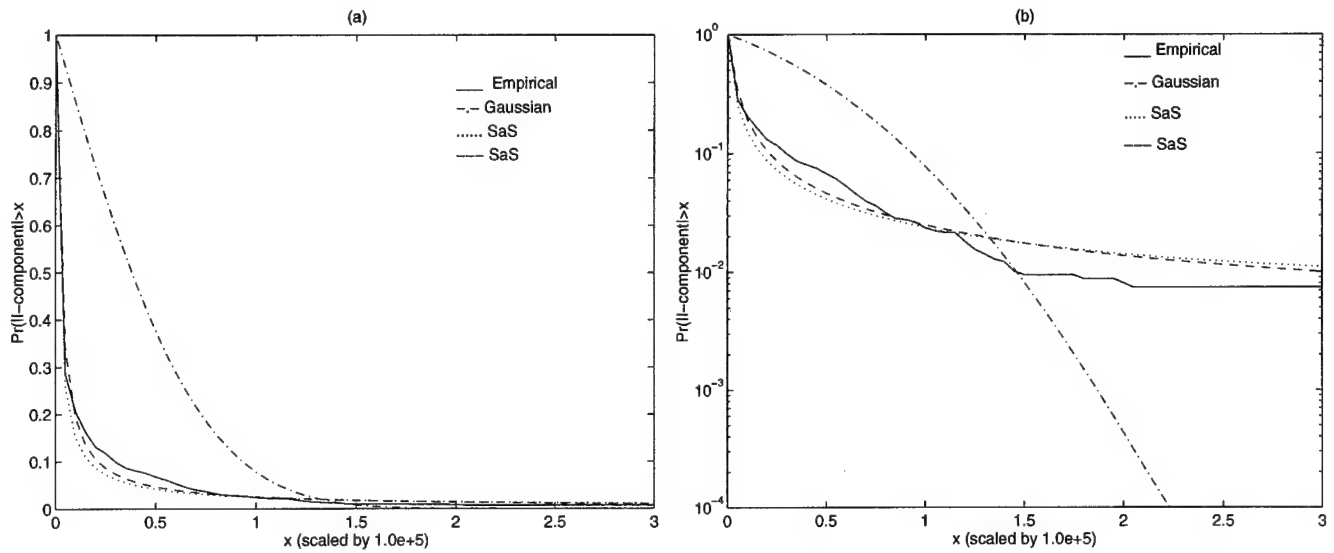 (a)
1
0.9
0.8
0.7
0.6
0.5
0.4
0.3
0.2
0.1
0
Pr(|I-component|>x
Empirical
Gaussian
SaS
SaS
0 0.5 1 1.5 2 2.5 3
x (scaled by 1.0e+5)
(b)
10^0
10^-1
10^-2
10^-3
10^-4
Pr(|I-component|>x
Empirical
Gaussian
SaS
SaS
0 0.5 1 1.5 2 2.5 3
x (scaled by 1.0e+5)